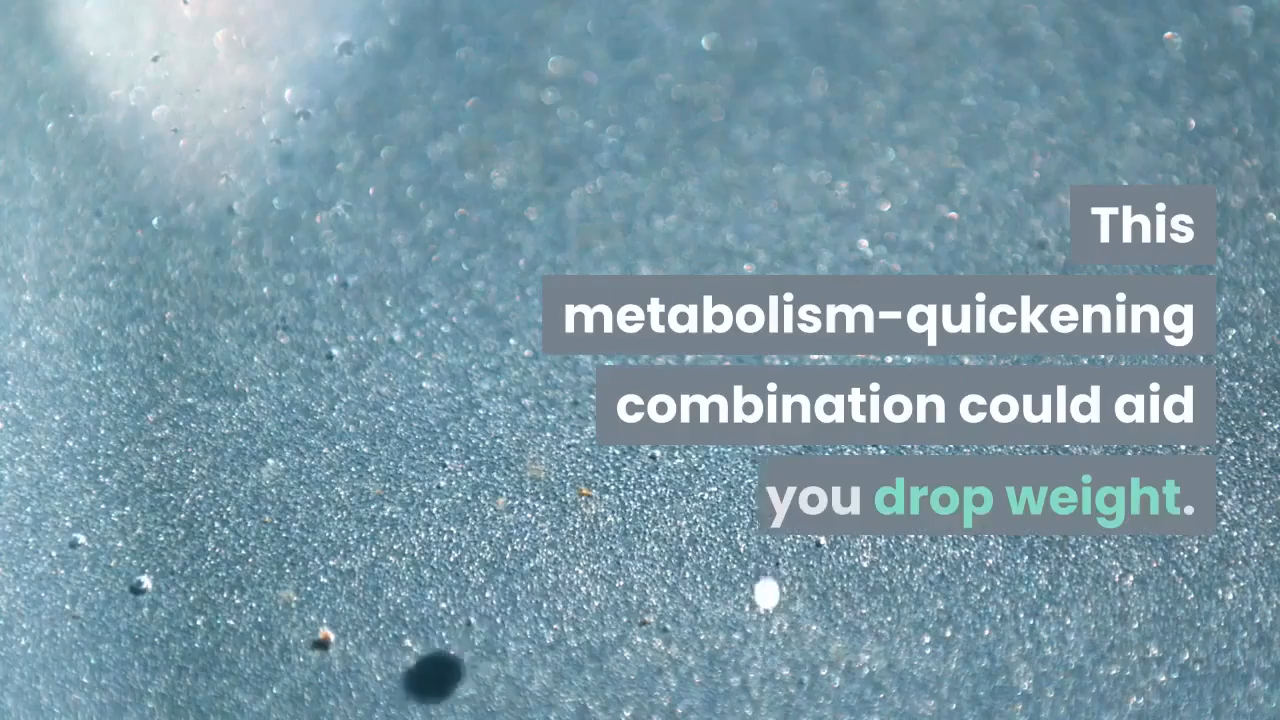 This
metabolism-quickening
combination could aid
you drop weight.